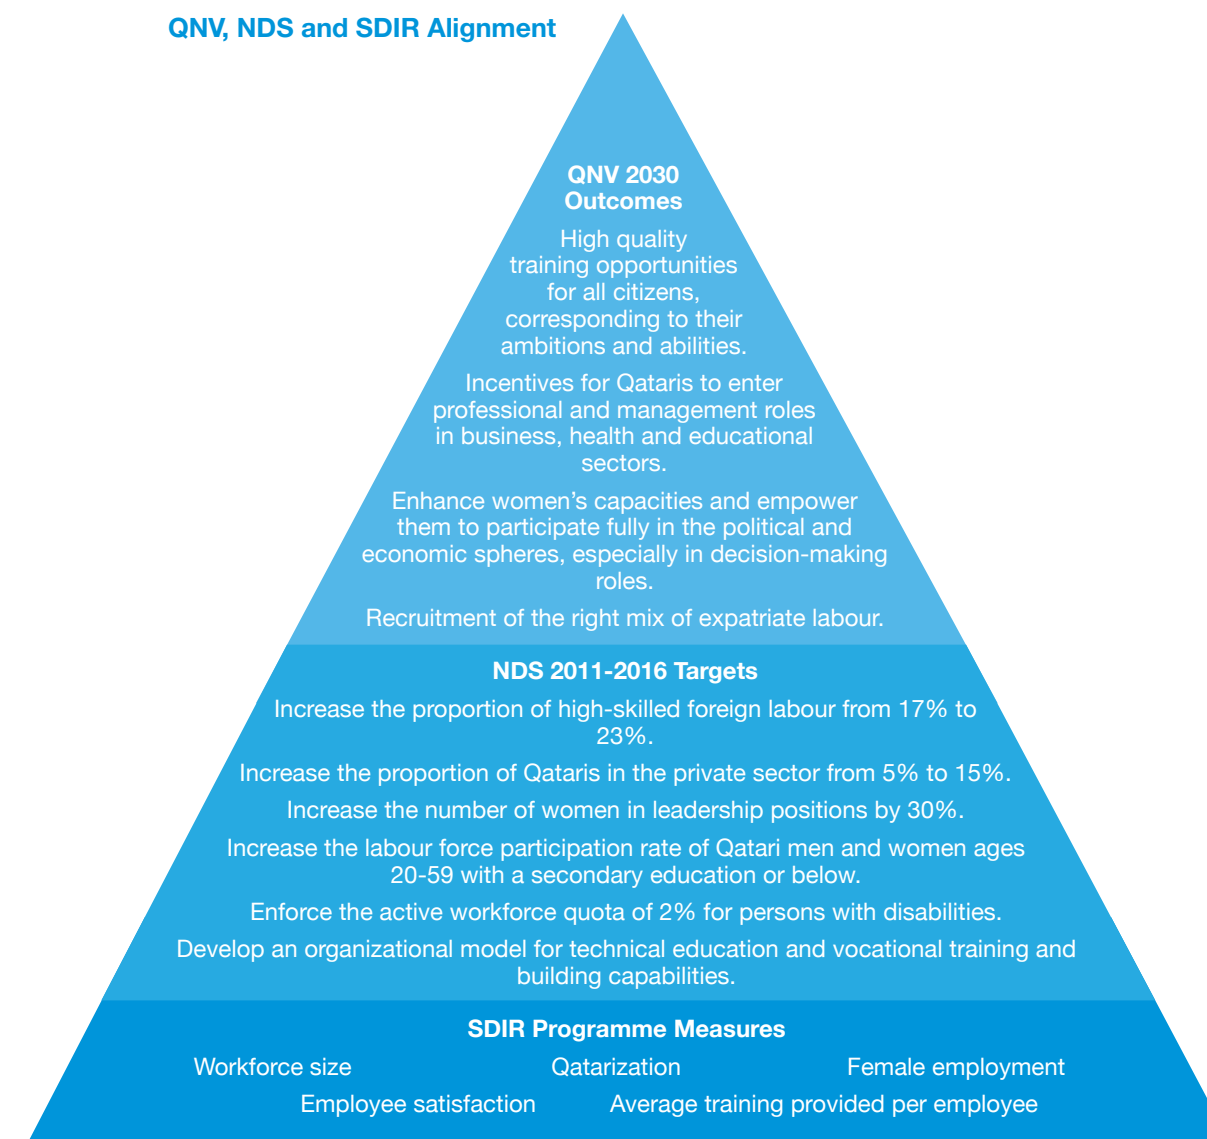 QNV, NDS and SDIR Alignment
QNV 2030
Outcomes
High quality
training opportunities
for all citizens,
corresponding to their
ambitions and abilities.
Incentives for Qataris to enter
professional and management roles
in business, health and educational
sectors.
Enhance women’s capacities and empower
them to participate fully in the political and
economic spheres, especially in decision-making
roles.
Recruitment of the right mix of expatriate labour.
NDS 2011-2016 Targets
Increase the proportion of high-skilled foreign labour from 17% to
23%.
Increase the proportion of Qataris in the private sector from 5% to 15%.
Increase the number of women in leadership positions by 30%.
Increase the labour force participation rate of Qatari men and women ages
20-59 with a secondary education or below.
Enforce the active workforce quota of 2% for persons with disabilities.
Develop an organizational model for technical education and vocational training and
building capabilities.
SDIR Programme Measures
Workforce size Qatarization Female employment
Employee satisfaction Average training provided per employee